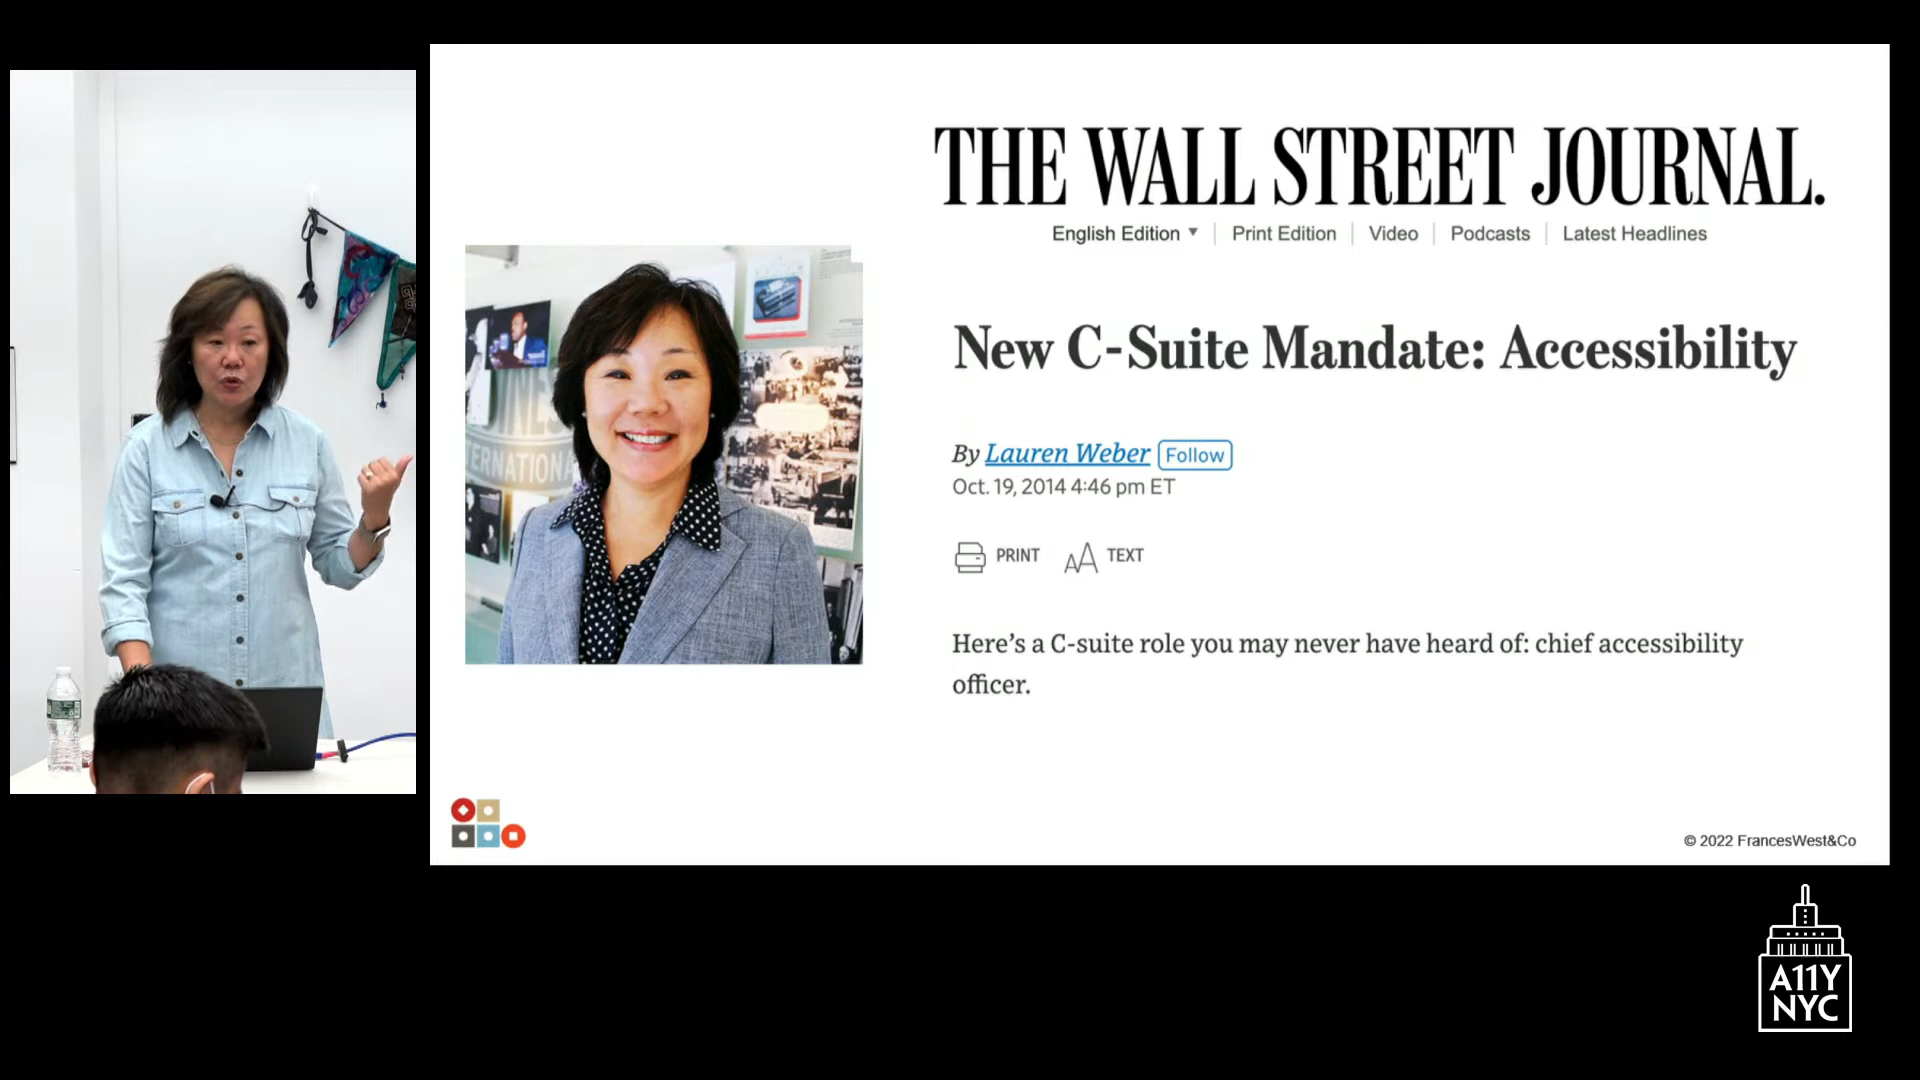 THE WALL STREET JOURNAL.
English Edition ▼ | Print Edition | Video | Podcasts | Latest Headlines
New C-Suite Mandate: Accessibility
By Lauren Weber Follow
Oct. 19, 2014 4:46 pm ET
PRINT AA TEXT
Here’s a C-suite role you may never have heard of: chief accessibility
officer.
© 2022 FrancesWest&Co
A11Y
NYC